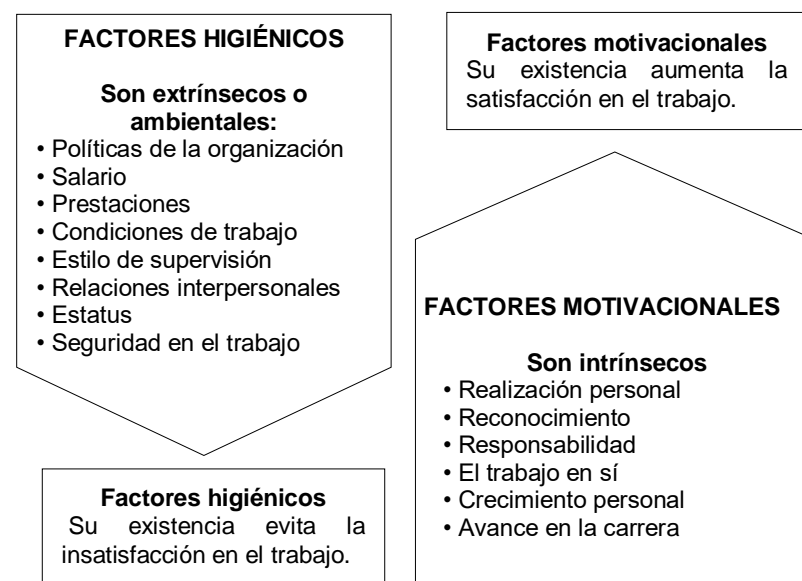 FACTORES HIGIÉNICOS
Son extrínsecos o
ambientales:
• Políticas de la organización
• Salario
• Prestaciones
• Condiciones de trabajo
• Estilo de supervisión
• Relaciones interpersonales
• Estatus
• Seguridad en el trabajo
Factores higiénicos
Su existencia evita la
insatisfacción en el trabajo.
Factores motivacionales
Su existencia aumenta la
satisfacción en el trabajo.
FACTORES MOTIVACIONALES
Son intrínsecos
• Realización personal
• Reconocimiento
• Responsabilidad
• El trabajo en sí
• Crecimiento personal
• Avance en la carrera